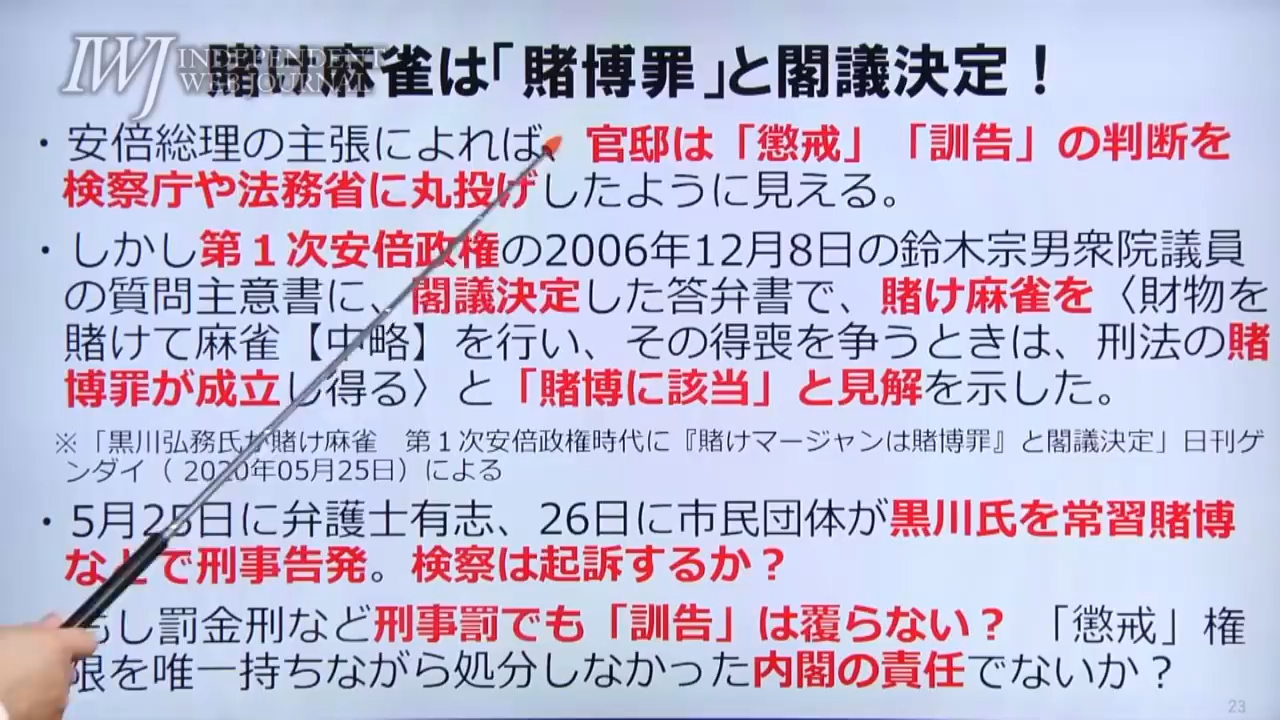 IWJ INDEPENDENT
WEB JOURNAL
賭け麻雀は「賭博罪」と閣議決定！
・安倍総理の主張によれば、官邸は「懲戒」「訓告」の判断を
検察庁や法務省に丸投げしたように見える。
・しかし第１次安倍政権の2006年12月8日の鈴木宗男衆院議員
の質問主意書に、閣議決定した答弁書で、賭け麻雀を〈財物を
賭けて麻雀【中略】を行い、その得喪を争うときは、刑法の賭
博罪が成立し得る〉と「賭博に該当」と見解を示した。
※「黒川弘務氏が賭け麻雀　第１次安倍政権時代に『賭けマージャンは賭博罪』と閣議決定」日刊ゲ
ンダイ（ 2020年05月25日）による
・5月25日に弁護士有志、26日に市民団体が黒川氏を常習賭博
などで刑事告発。検察は起訴するか？
もし罰金刑など刑事罰でも「訓告」は覆らない？「懲戒」権
限を唯一持ちながら処分しなかった内閣の責任でないか？
23